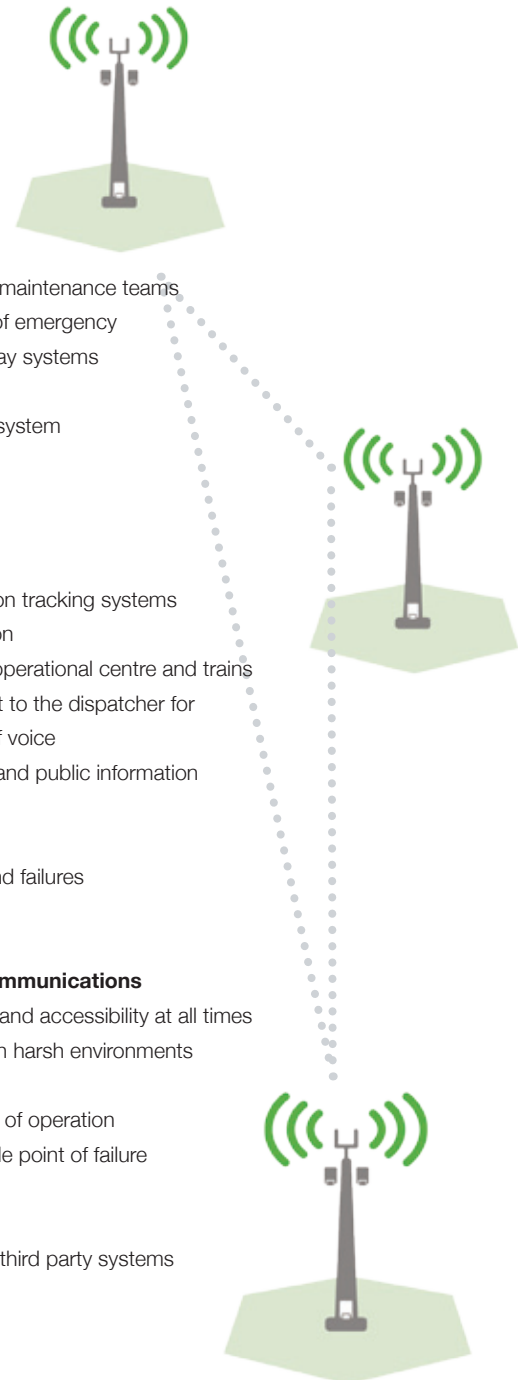 maintenance teams
of emergency
ay systems
system
on tracking systems
on
operational centre and trains
t to the dispatcher for
f voice
and public information
nd failures
mmunications
and accessibility at all times
n harsh environments
of operation
le point of failure
third party systems